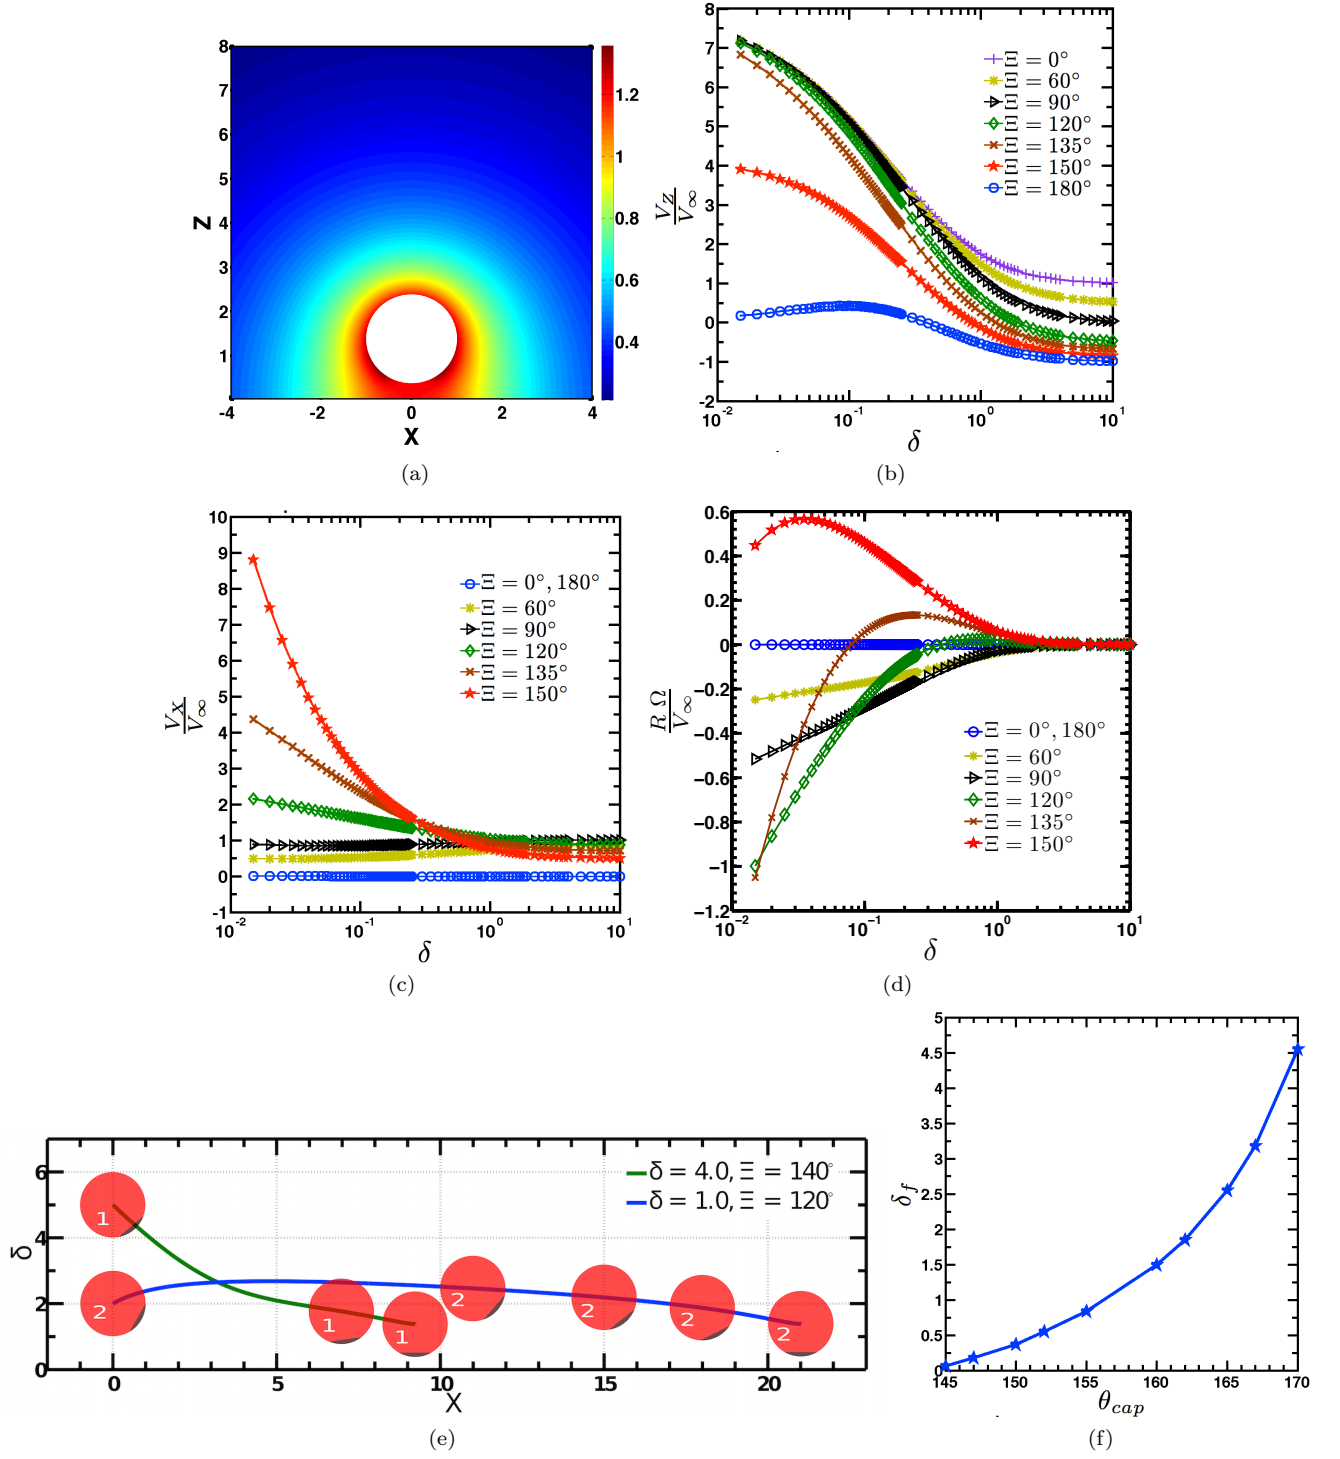 8
7
6
5
4
3
2
1
Z
-4
-2
0
2
4
X
1.2
1
0.8
0.6
0.4
(a)
8
7
6
5
4
3
2
1
0
-1
-2
V_Z / V_∞
Ξ = 0°
Ξ = 60°
Ξ = 90°
Ξ = 120°
Ξ = 135°
Ξ = 150°
Ξ = 180°
10^-2
10^-1
10^0
10^1
δ
(b)
10
9
8
7
6
5
4
3
2
1
0
-1
V_X / V_∞
Ξ = 0°, 180°
Ξ = 60°
Ξ = 90°
Ξ = 120°
Ξ = 135°
Ξ = 150°
10^-2
10^-1
10^0
10^1
δ
(c)
0.6
0.4
0.2
0
−0.2
−0.4
−0.6
−0.8
−1
−1.2
R Ω / V_∞
Ξ = 0°, 180°
Ξ = 60°
Ξ = 90°
Ξ = 120°
Ξ = 135°
Ξ = 150°
10^-2
10^-1
10^0
10^1
δ
(d)
6
4
2
0
δ
δ = 4.0, Ξ = 140°
δ = 1.0, Ξ = 120°
1
2
1
1
2
2
2
2
0
5
10
15
20
X
(e)
5
4.5
4
3.5
3
2.5
2
1.5
1
0.5
0
δ_f
145
150
155
160
165
170
θ_cap
(f)